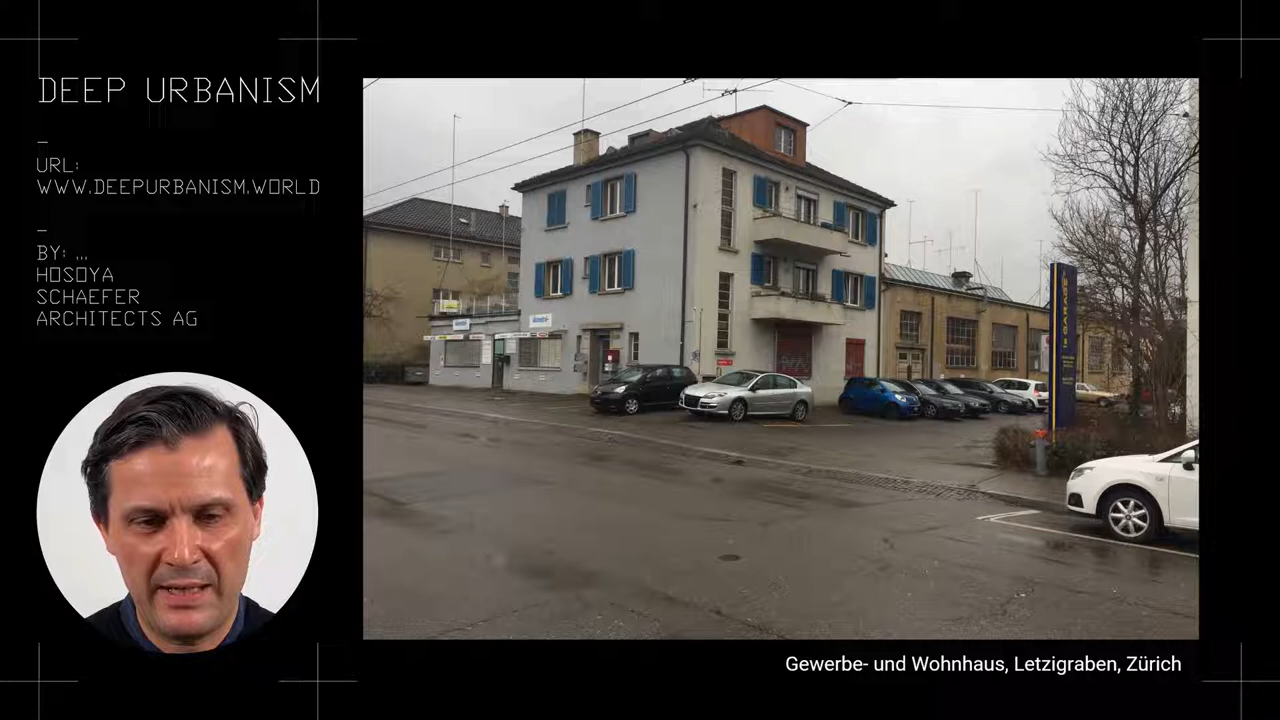 DEEP URBANISM
–
URL:
WWW.DEEPURBANISM.WORLD
–
BY: ...
HOSOYA
SCHAEFER
ARCHITECTS AG
Gewerbe- und Wohnhaus, Letzigraben, Zürich